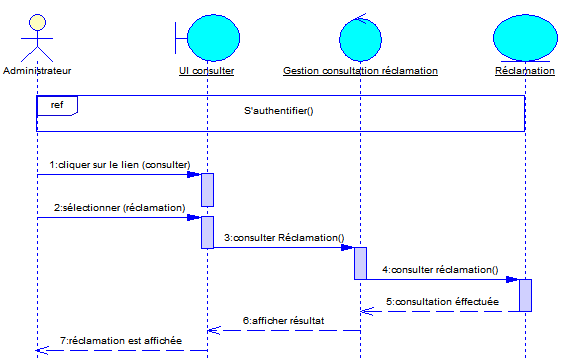 Administrateur
UI consulter
Gestion consultation réclamation
Réclamation
ref
S'authentifier()
1:cliquer sur le lien (consulter)
2:sélectionner (réclamation)
3:consulter Réclamation()
4:consulter réclamation()
5:consultation éffectuée
6:afficher résultat
7:réclamation est affichée